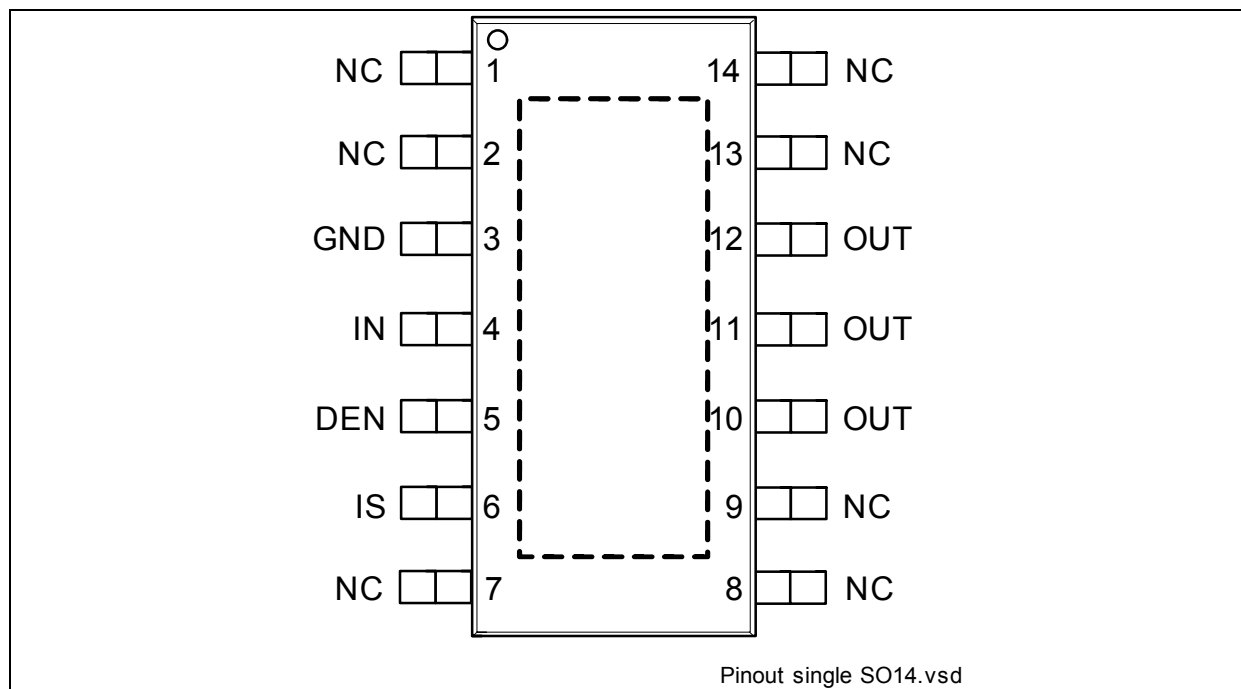 NC 1 14 NC
NC 2 13 NC
GND 3 12 OUT
IN 4 11 OUT
DEN 5 10 OUT
IS 6 9 NC
NC 7 8 NC
Pinout single SO14.vsd